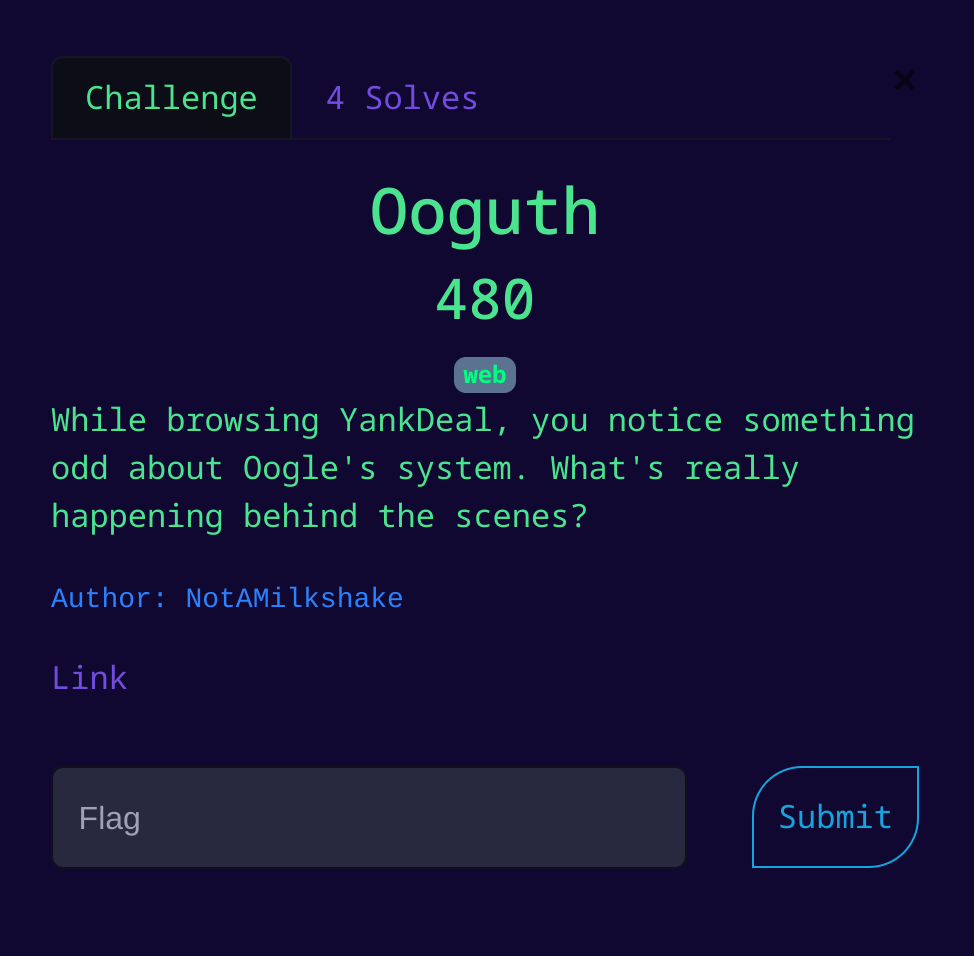 Challenge
4 Solves
×
Ooguth
480
web
While browsing YankDeal, you notice something
odd about Oogle's system. What's really
happening behind the scenes?
Author: NotAMilkshake
Link
Flag
Submit